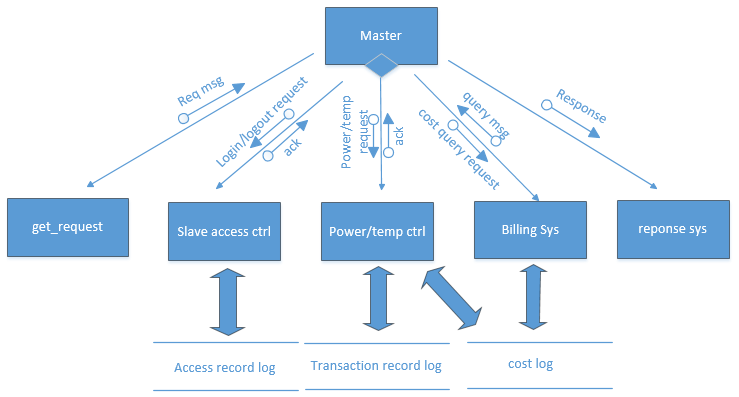 Master
Req msg
Login/logout request
ack
Power/temp
request
ack
query msg
cost query request
Response
get_request
Slave access ctrl
Power/temp ctrl
Billing Sys
reponse sys
Access record log
Transaction record log
cost log